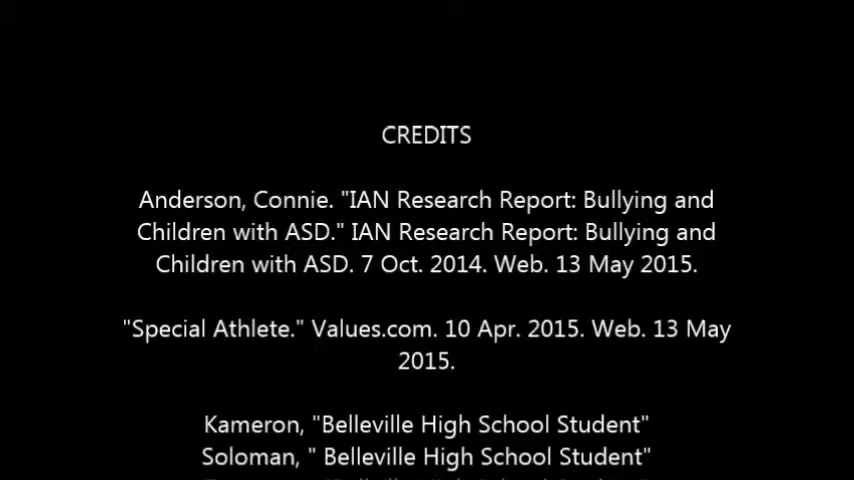 CREDITS
Anderson, Connie. "IAN Research Report: Bullying and
Children with ASD." IAN Research Report: Bullying and
Children with ASD. 7 Oct. 2014. Web. 13 May 2015.
"Special Athlete." Values.com. 10 Apr. 2015. Web. 13 May
2015.
Kameron, "Belleville High School Student"
Soloman, " Belleville High School Student"